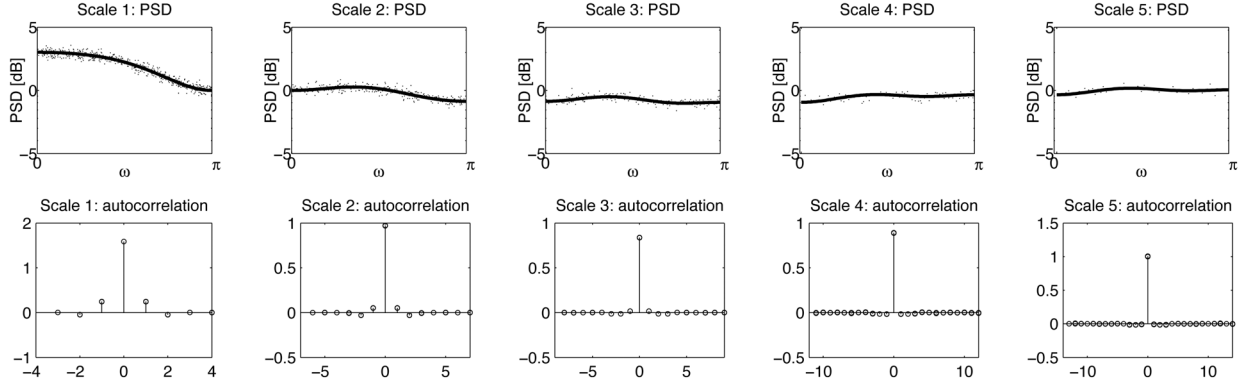 Scale 1: PSD
5
PSD [dB]
0
−5
0
ω
π
Scale 2: PSD
5
PSD [dB]
0
−5
0
ω
π
Scale 3: PSD
5
PSD [dB]
0
−5
0
ω
π
Scale 4: PSD
5
PSD [dB]
0
−5
0
ω
π
Scale 5: PSD
5
PSD [dB]
0
−5
0
ω
π
Scale 1: autocorrelation
2
1
0
−1
−4 −2 0 2 4
Scale 2: autocorrelation
1
0.5
0
−0.5
−5 0 5
Scale 3: autocorrelation
1
0.5
0
−0.5
−5 0 5
Scale 4: autocorrelation
1
0.5
0
−0.5
−10 0 10
Scale 5: autocorrelation
1.5
1
0.5
0
−0.5
−10 0 10